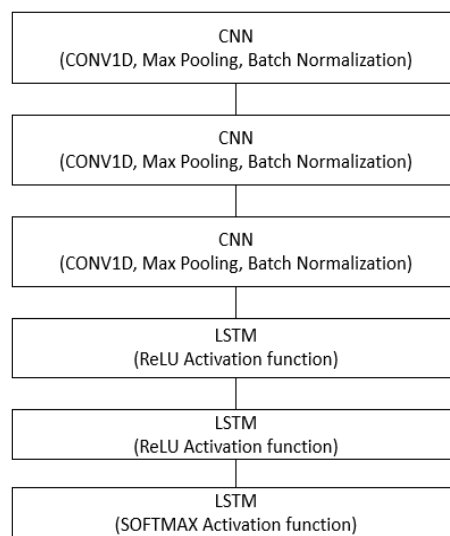 CNN
(CONV1D, Max Pooling, Batch Normalization)
CNN
(CONV1D, Max Pooling, Batch Normalization)
CNN
(CONV1D, Max Pooling, Batch Normalization)
LSTM
(ReLU Activation function)
LSTM
(ReLU Activation function)
LSTM
(SOFTMAX Activation function)